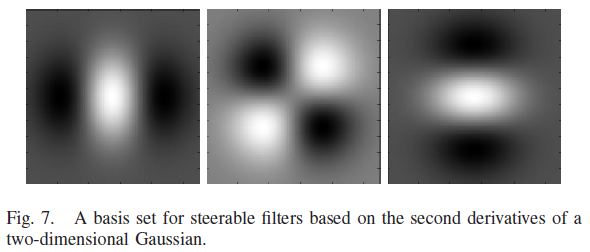 Fig. 7. A basis set for steerable filters based on the second derivatives of a
two-dimensional Gaussian.